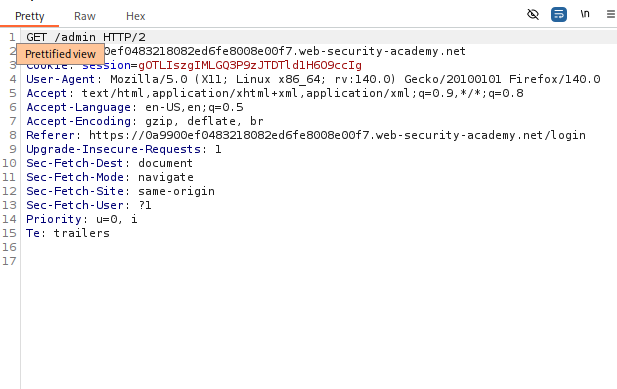 Pretty Raw Hex \n
1 GET /admin HTTP/2
Prettified view
2 0ef0483218082ed6fe8008e00f7.web-security-academy.net
3 Cookie: session=gOTLIszgIMLGQ3P9zJTDTld1H6O9ccIg
4 User-Agent: Mozilla/5.0 (X11; Linux x86_64; rv:140.0) Gecko/20100101 Firefox/140.0
5 Accept: text/html,application/xhtml+xml,application/xml;q=0.9,*/*;q=0.8
6 Accept-Language: en-US,en;q=0.5
7 Accept-Encoding: gzip, deflate, br
8 Referer: https://0a9900ef0483218082ed6fe8008e00f7.web-security-academy.net/login
9 Upgrade-Insecure-Requests: 1
10 Sec-Fetch-Dest: document
11 Sec-Fetch-Mode: navigate
12 Sec-Fetch-Site: same-origin
13 Sec-Fetch-User: ?1
14 Priority: u=0, i
15 Te: trailers
16
17